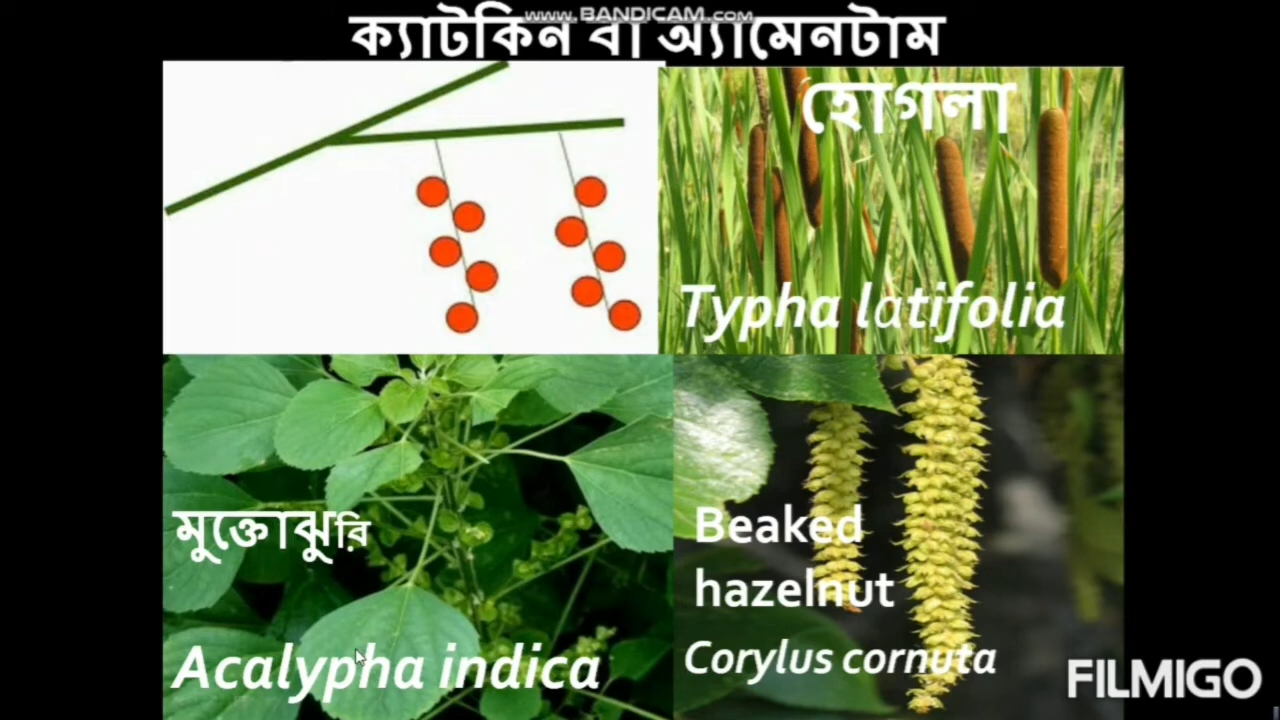 www.BANDICAM.com
ক্যাটকিন বা অ্যামেনটাম
হোগলা
Typha latifolia
মুক্তোঝুরি
Acalypha indica
Beaked
hazelnut
Corylus cornuta
FILMIGO